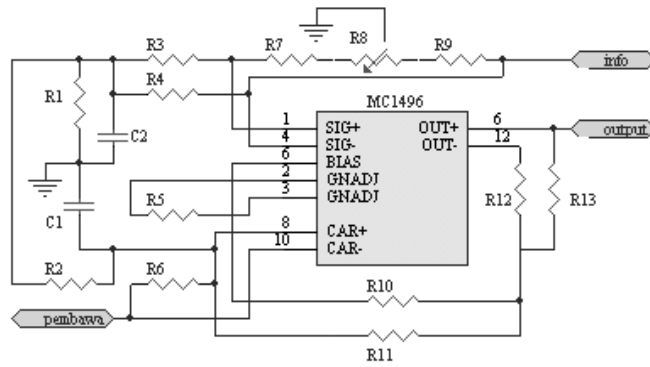 R3
R7
R8
R9
info
R4
R1
MC1496
1
SIG+
OUT+
6
output
C2
4
SIG-
OUT-
12
6
BIAS
2
GNADJ
3
GNADJ
R5
R12
R13
C1
8
CAR+
10
CAR-
R2
R6
R10
pembawa
R11